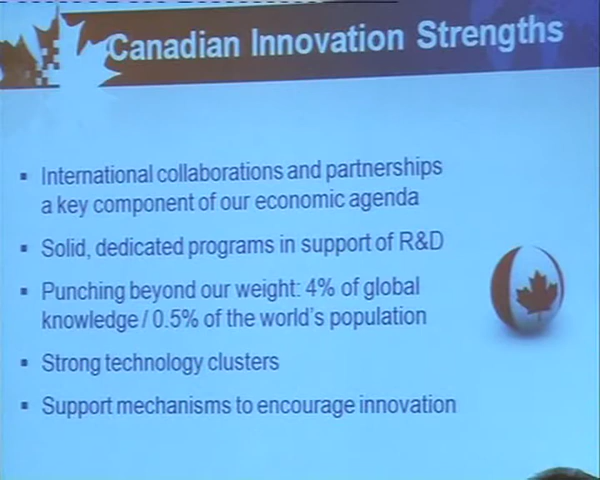 Canadian Innovation Strengths
▪ International collaborations and partnerships
a key component of our economic agenda
▪ Solid, dedicated programs in support of R&D
▪ Punching beyond our weight: 4% of global
knowledge / 0.5% of the world's population
▪ Strong technology clusters
▪ Support mechanisms to encourage innovation